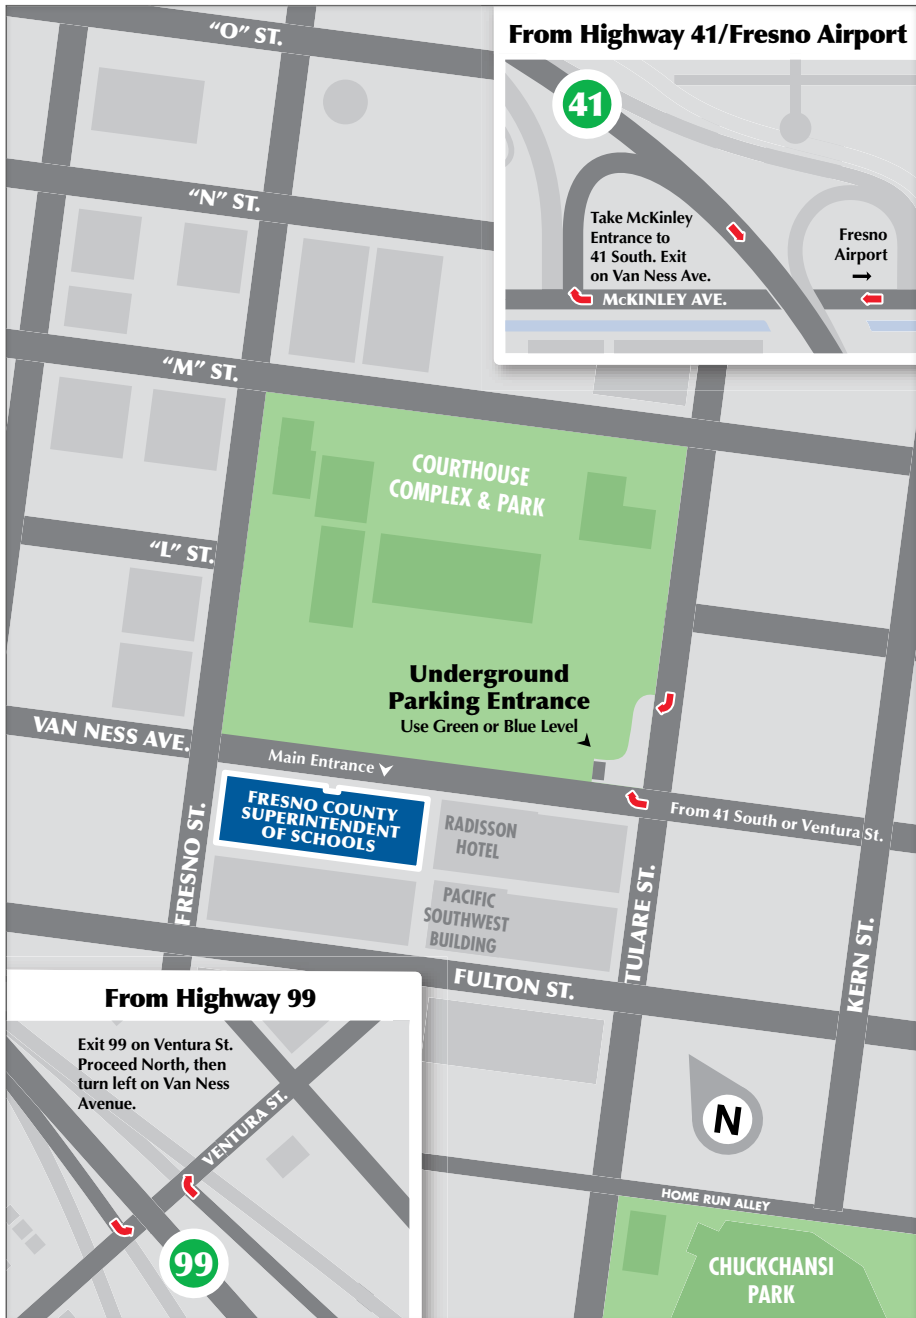 "O" ST.
From Highway 41/Fresno Airport
41
"N" ST.
Take McKinley
Entrance to
41 South. Exit
on Van Ness Ave.
Fresno
Airport
McKINLEY AVE.
"M" ST.
COURTHOUSE
COMPLEX & PARK
"L" ST.
Underground
Parking Entrance
Use Green or Blue Level
VAN NESS AVE.
Main Entrance
FRESNO COUNTY
SUPERINTENDENT
OF SCHOOLS
RADISSON
HOTEL
From 41 South or Ventura St.
FRESNO ST.
PACIFIC
SOUTHWEST
BUILDING
TULARE ST.
KERN ST.
FULTON ST.
From Highway 99
Exit 99 on Ventura St.
Proceed North, then
turn left on Van Ness
Avenue.
VENTURA ST.
99
N
HOME RUN ALLEY
CHUCKCHANSI
PARK